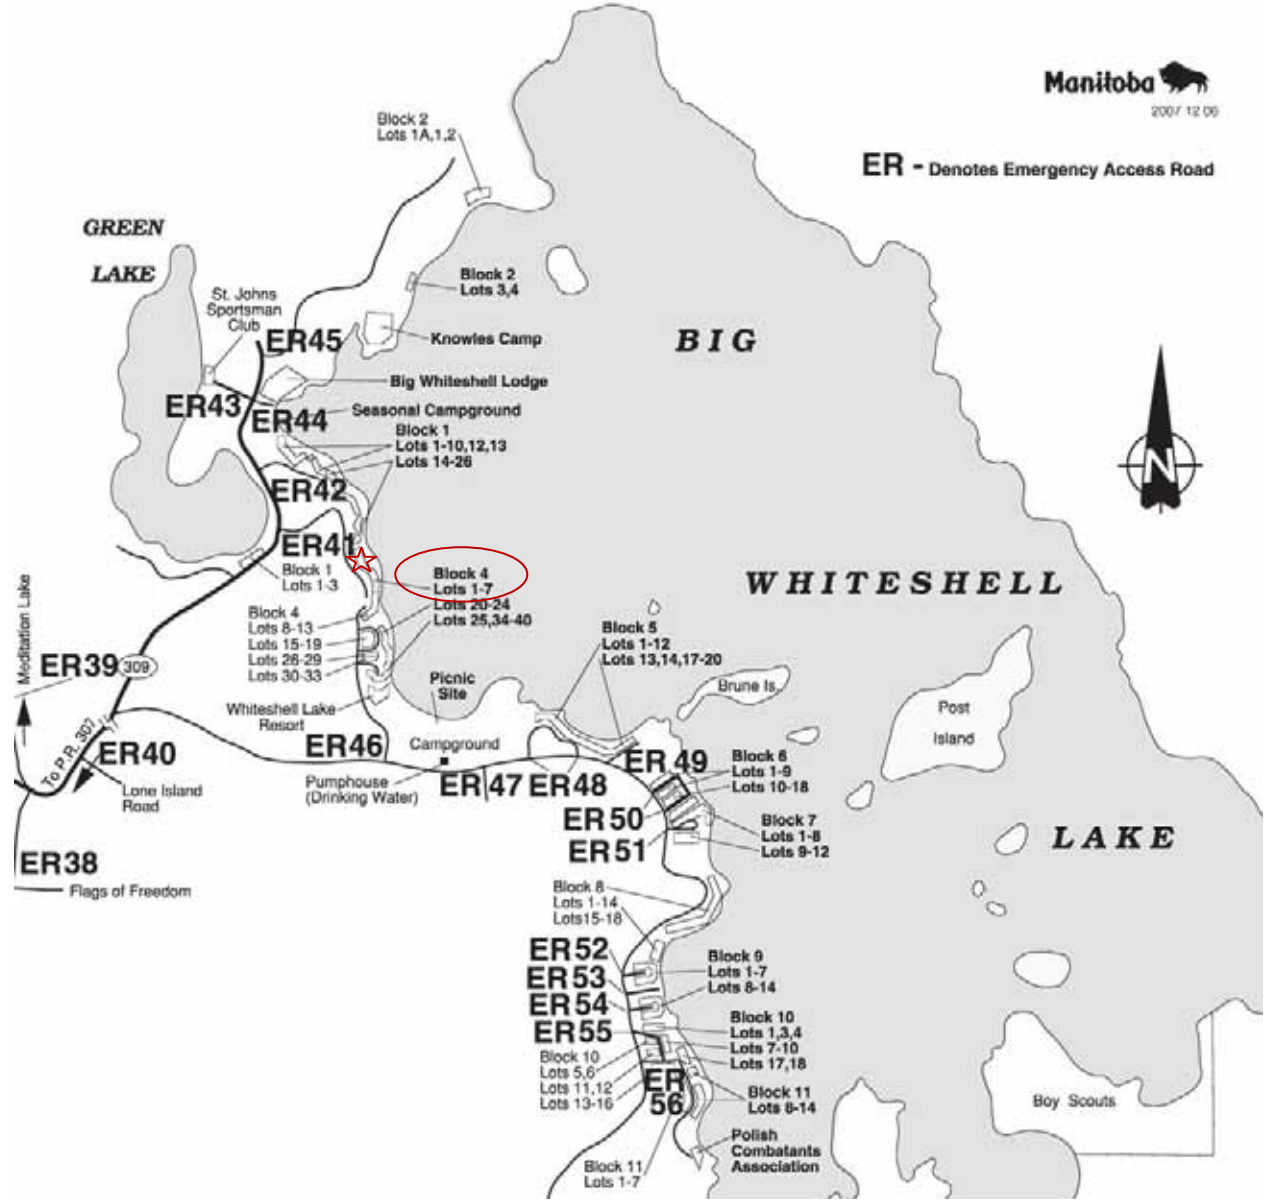 Manitoba
2007 12 06
ER - Denotes Emergency Access Road
Block 2
Lots 1A,1,2
GREEN
LAKE
St. Johns
Sportsman
Club
Block 2
Lots 3,4
ER45
Knowles Camp
BIG
Big Whiteshell Lodge
ER43
ER44
Seasonal Campground
Block 1
Lots 1-10,12,13
Lots 14-26
N
ER42
ER41
Block 1
Lots 1-3
Block 4
Lots 1-7
Lots 20-24
Lots 25,34-40
WHITESHELL
Meditation Lake
Block 4
Lots 8-13
Lots 15-19
Lots 26-29
Lots 30-33
Block 5
Lots 1-12
Lots 13,14,17-20
ER39
309
Picnic
Site
Brune Is.
Whiteshell Lake
Resort
Post
Island
To P.R. 307
ER40
ER46
Campground
Lone Island
Road
Pumphouse
(Drinking Water)
ER47
ER48
ER 49
Block 6
Lots 1-9
Lots 10-18
ER50
ER51
Block 7
Lots 1-8
Lots 9-12
LAKE
ER38
Flags of Freedom
Block 8
Lots 1-14
Lots15-18
ER52
ER53
ER54
ER55
Block 9
Lots 1-7
Lots 8-14
Block 10
Lots 1,3,4
Lots 7-10
Lots 17,18
Block 10
Lots 5,6
Lots 11,12
Lots 13-16
ER
56
Block 11
Lots 8-14
Boy Scouts
Polish
Combatants
Association
Block 11
Lots 1-7